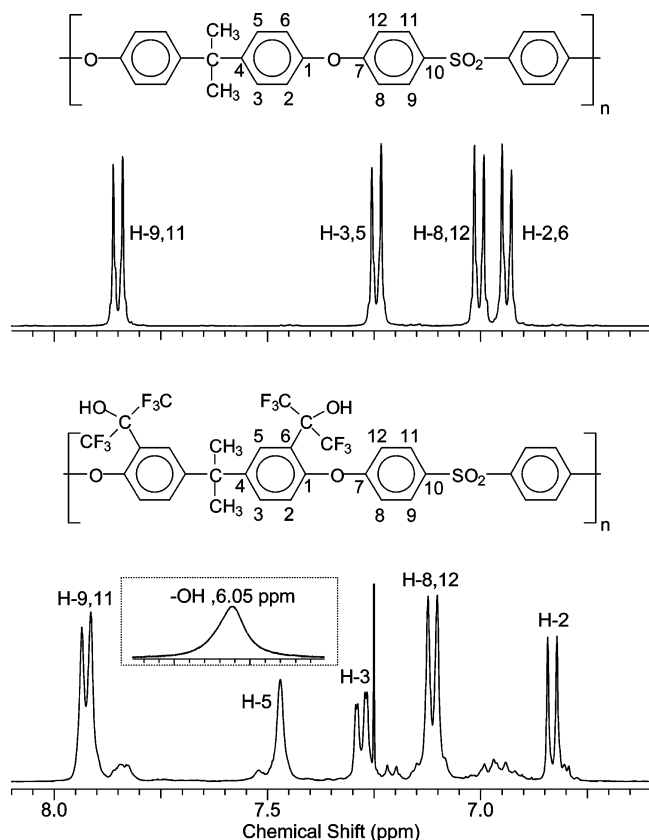 CH3
5 6 12 11
O 4 1 O 7 10 SO2
CH3 3 2 8 9
n
H-9,11 H-3,5 H-8,12 H-2,6
HO F3C F3C OH
C C
CF3 CH3 5 6 CF3 12 11
O 4 1 O 7 10 SO2
CH3 3 2 8 9
n
H-9,11 H-8,12
-OH ,6.05 ppm
H-2
H-3
H-5
8.0 7.5 7.0
Chemical Shift (ppm)